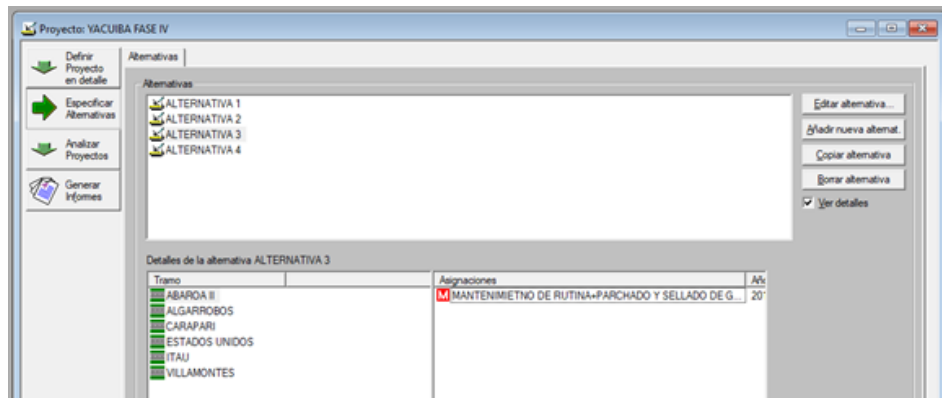 Proyecto: YACUIBA FASE IV
Definir
Proyecto
en detalle
Especificar
Alternativas
Analizar
Proyectos
Generar
Informes
Alternativas
Alternativas
ALTERNATIVA 1
ALTERNATIVA 2
ALTERNATIVA 3
ALTERNATIVA 4
Editar alternativa...
Añadir nueva alternat.
Copiar alternativa
Borrar alternativa
Ver detalles
Detalles de la alternativa ALTERNATIVA 3
Tramo
ABAROA II
ALGARROBOS
CARAPARI
ESTADOS UNIDOS
ITAU
VILLAMONTES
Asignaciones
Añ
M MANTENIMIETNO DE RUTINA+PARCHADO Y SELLADO DE G... 20